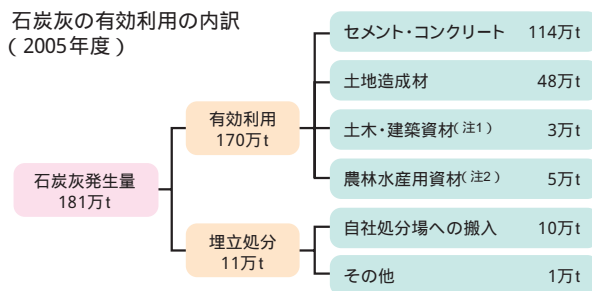 石炭灰の有効利用の内訳
（2005年度）
セメント・コンクリート 114万t
土地造成材 48万t
有効利用
170万t
土木・建築資材（注1） 3万t
農林水産用資材（注2） 5万t
石炭灰発生量
181万t
自社処分場への搬入 10万t
埋立処分
11万t
その他 1万t